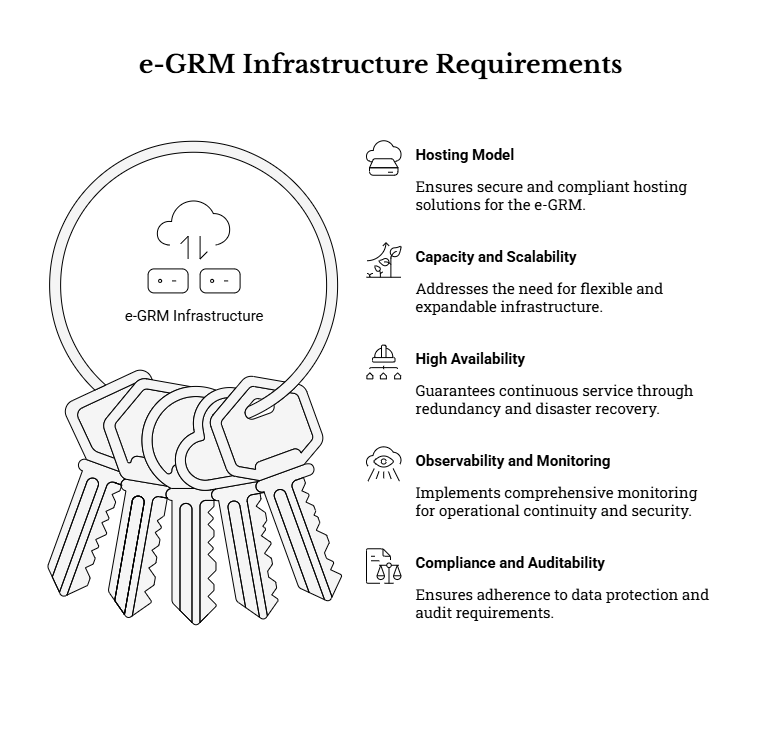 e-GRM Infrastructure Requirements
e-GRM Infrastructure
Hosting Model
Ensures secure and compliant hosting
solutions for the e-GRM.
Capacity and Scalability
Addresses the need for flexible and
expandable infrastructure.
High Availability
Guarantees continuous service through
redundancy and disaster recovery.
Observability and Monitoring
Implements comprehensive monitoring
for operational continuity and security.
Compliance and Auditability
Ensures adherence to data protection and
audit requirements.